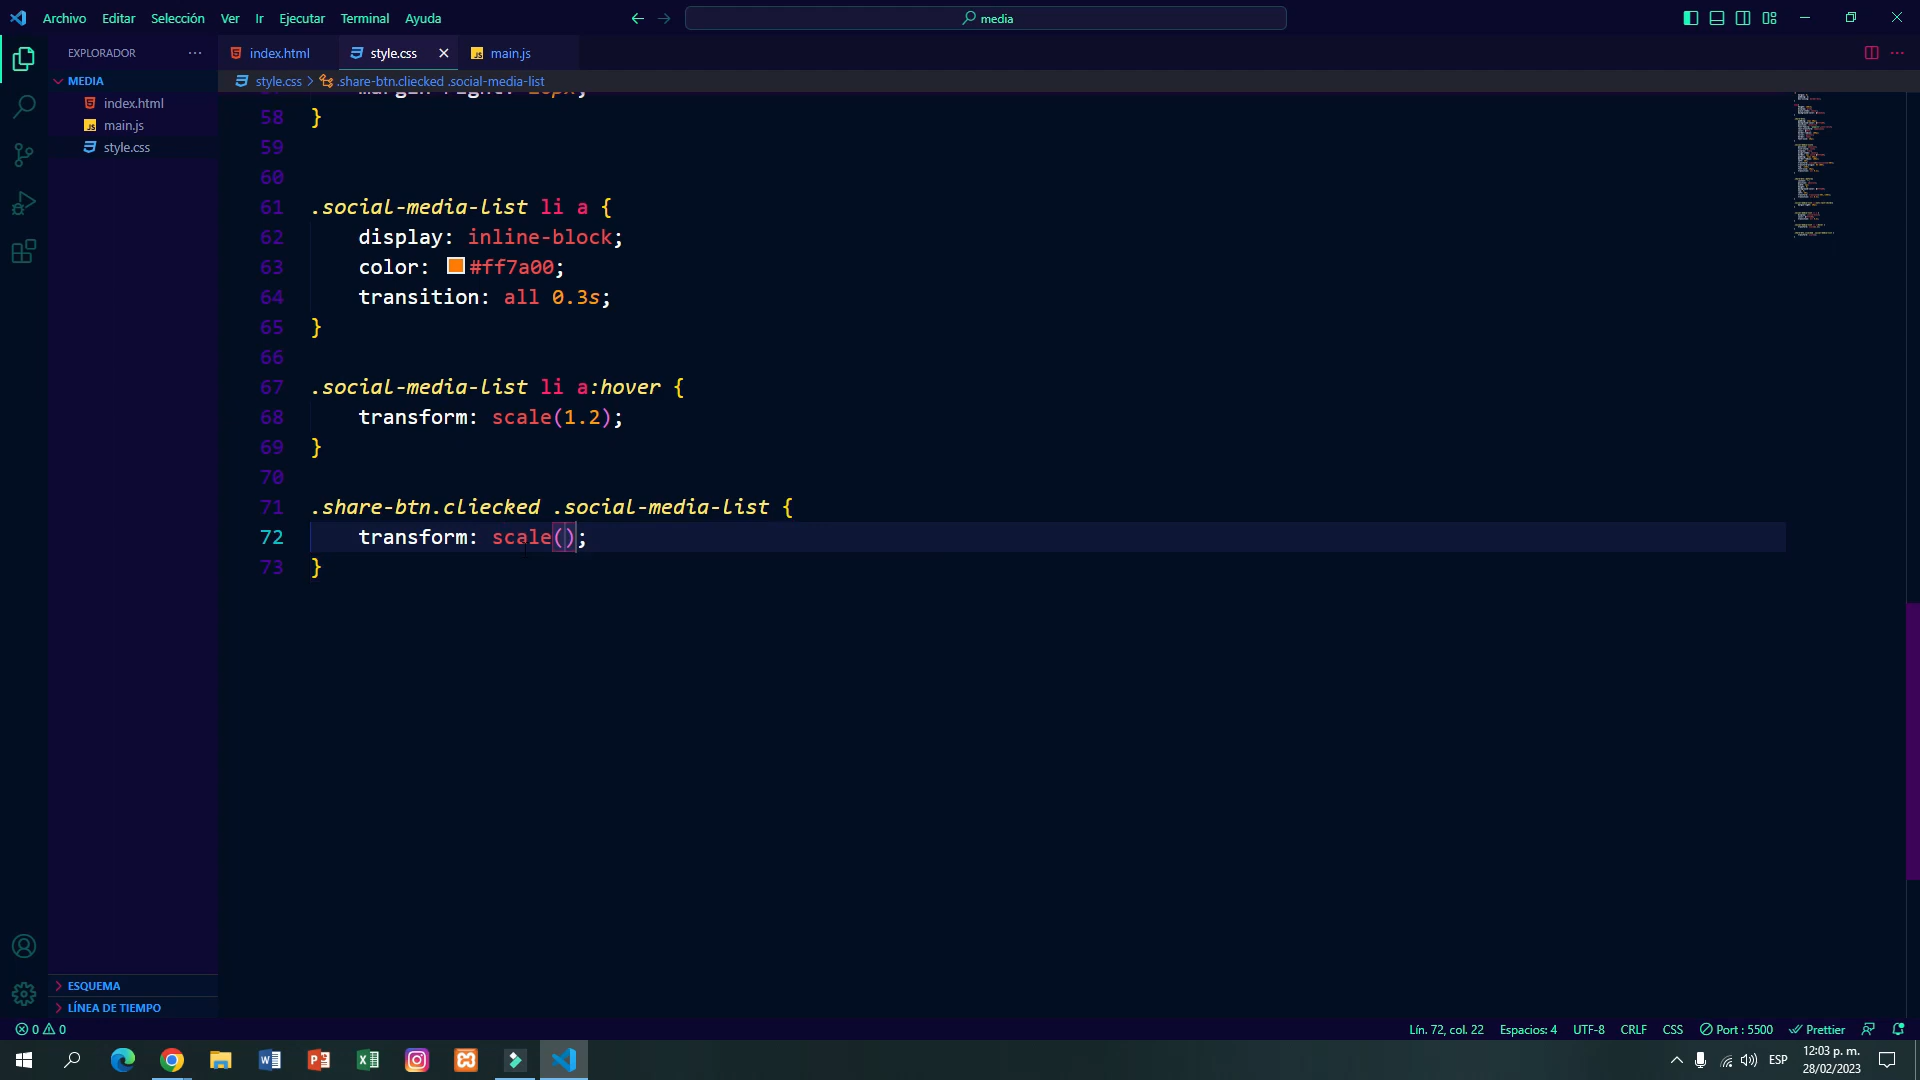 Archivo Editar Selección Ver Ir Ejecutar Terminal Ayuda
media
EXPLORADOR
index.html style.css main.js
MEDIA
style.css > .share-btn.cliecked .social-media-list
index.html
main.js
style.css
58 }
59
60
61 .social-media-list li a {
62 display: inline-block;
63 color: #ff7a00;
64 transition: all 0.3s;
65 }
66
67 .social-media-list li a:hover {
68 transform: scale(1.2);
69 }
70
71 .share-btn.cliecked .social-media-list {
72 transform: scale();
73 }
ESQUEMA
LÍNEA DE TIEMPO
0 0
Lín. 72, col. 22 Espacios: 4 UTF-8 CRLF CSS Port : 5500 Prettier
ESP
12:03 p. m.
28/02/2023